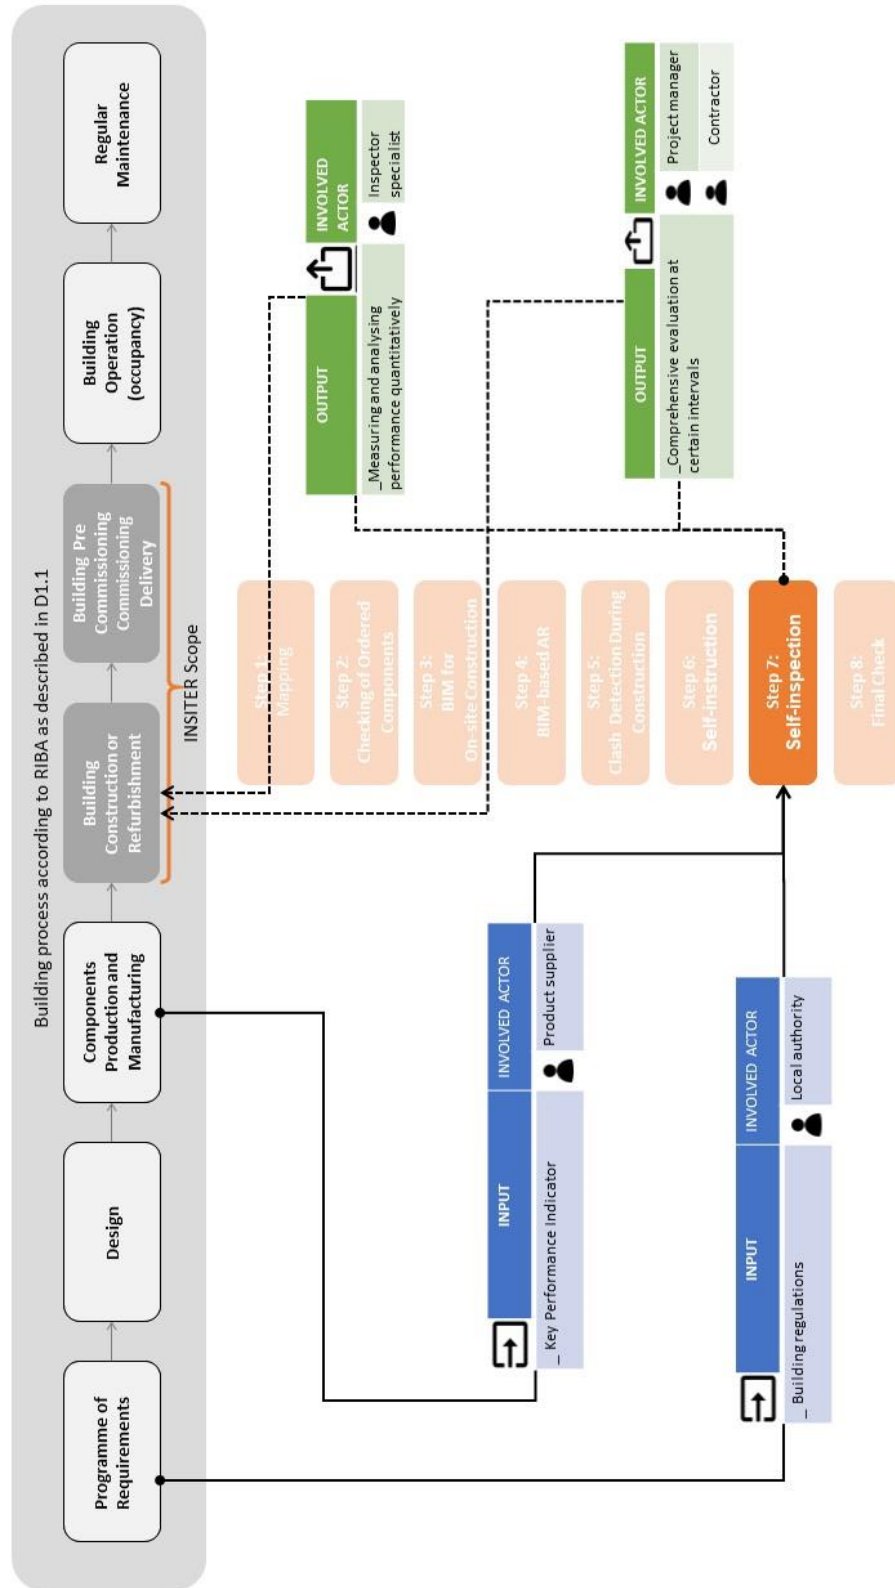 Building process according to RIBA as described in D1.1
Programme of
Requirements
Design
Components
Production and
Manufacturing
Building
Construction or
Refurbishment
Building Pre
Commissioning
Commissioning
Delivery
Building
Operation
(occupancy)
Regular
Maintenance
INSITER Scope
Step 1:
Mapping
Step 2:
Checking of Ordered
Components
Step 3:
BIM for
On-site Construction
Step 4:
BIM-based AR
Step 5:
Clash Detection During
Construction
Step 6:
Self-instruction
Step 7:
Self-inspection
Step 8:
Final Check
INPUT
INVOLVED ACTOR
_ Key Performance Indicator
Product supplier
INPUT
INVOLVED ACTOR
_ Building regulations
Local authority
OUTPUT
INVOLVED
ACTOR
_Measuring and analysing
performance quantitatively
Inspector
specialist
OUTPUT
INVOLVED ACTOR
_Comprehensive evaluation at
certain intervals
Project manager
Contractor